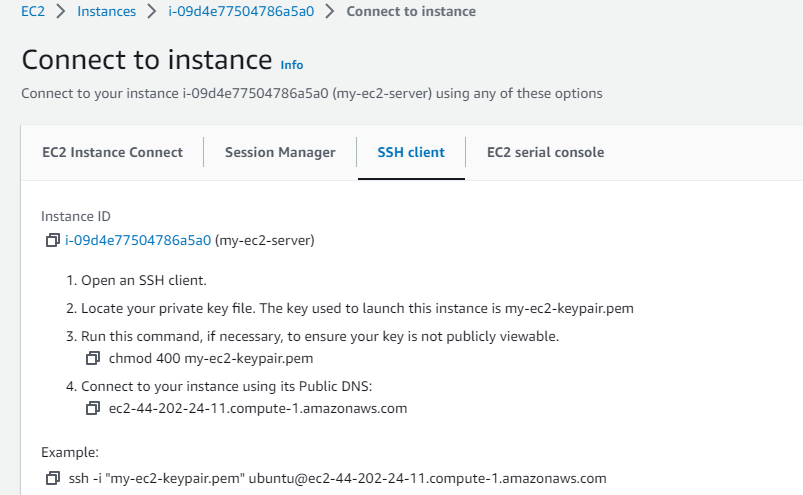 EC2 > Instances > i-09d4e77504786a5a0 > Connect to instance
Connect to instance Info
Connect to your instance i-09d4e77504786a5a0 (my-ec2-server) using any of these options
EC2 Instance Connect Session Manager SSH client EC2 serial console
Instance ID
i-09d4e77504786a5a0 (my-ec2-server)
1. Open an SSH client.
2. Locate your private key file. The key used to launch this instance is my-ec2-keypair.pem
3. Run this command, if necessary, to ensure your key is not publicly viewable.
chmod 400 my-ec2-keypair.pem
4. Connect to your instance using its Public DNS:
ec2-44-202-24-11.compute-1.amazonaws.com
Example:
ssh -i "my-ec2-keypair.pem" ubuntu@ec2-44-202-24-11.compute-1.amazonaws.com